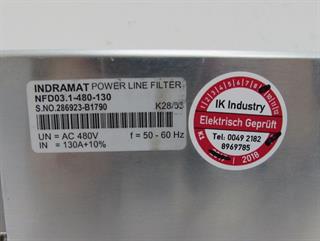 INDRAMAT POWER LINE FILTER
NFD03.1-480-130
S.NO.286923-B1790
K28/03
UN = AC 480V
f = 50 - 60 Hz
IN = 130A+10%
IK Industry
Elektrisch Geprüft
Tel: 0049 2182
8969785
2018